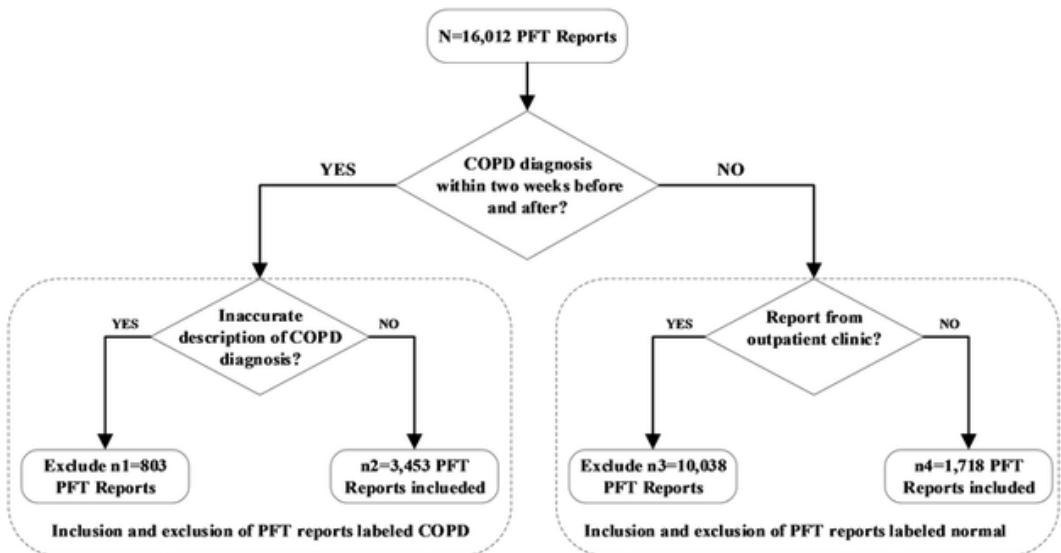 N=16,012 PFT Reports
COPD diagnosis
within two weeks before
and after?
YES
NO
Inaccurate
description of COPD
diagnosis?
YES
NO
Report from
outpatient clinic?
YES
NO
Exclude n1=803
PFT Reports
n2=3,453 PFT
Reports inclueded
Exclude n3=10,038
PFT Reports
n4=1,718 PFT
Reports included
Inclusion and exclusion of PFT reports labeled COPD
Inclusion and exclusion of PFT reports labeled normal